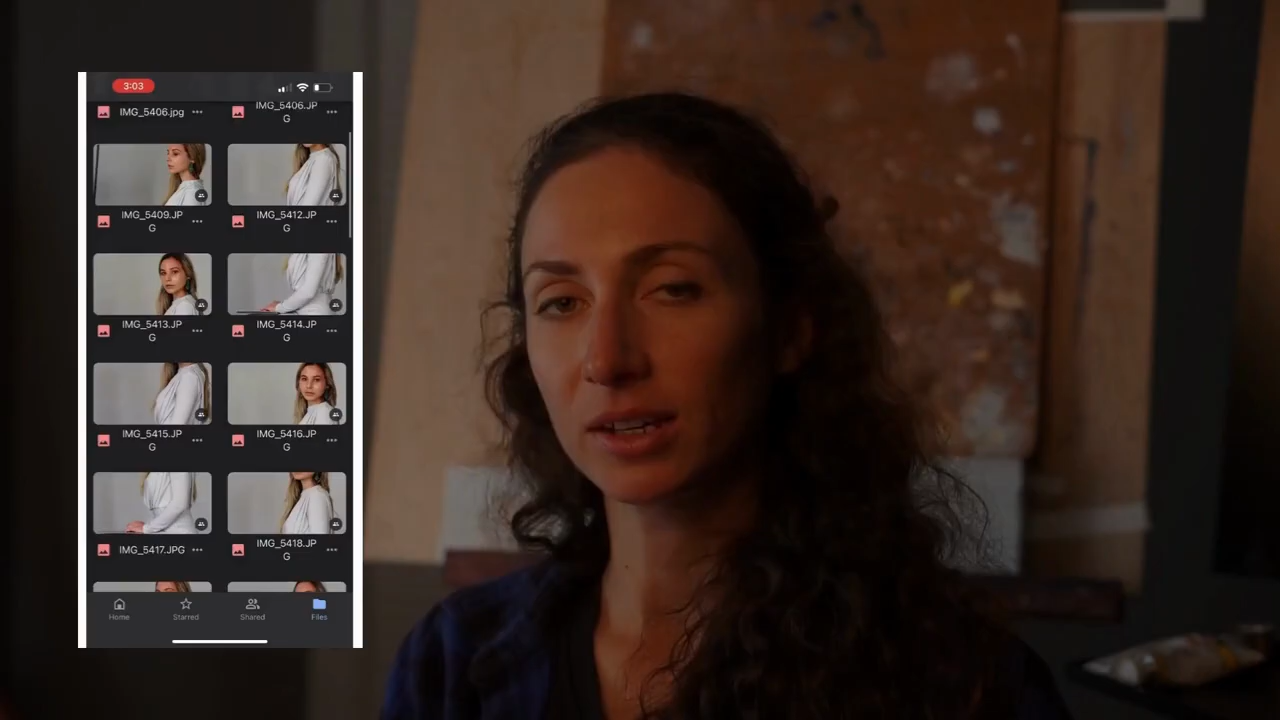 3:03
IMG_5406.jpg
IMG_5406.JP
G
IMG_5409.JP
G
IMG_5412.JP
G
IMG_5413.JP
G
IMG_5414.JP
G
IMG_5415.JP
G
IMG_5416.JP
G
IMG_5417.JPG
IMG_5418.JP
G
Home
Starred
Shared
Files